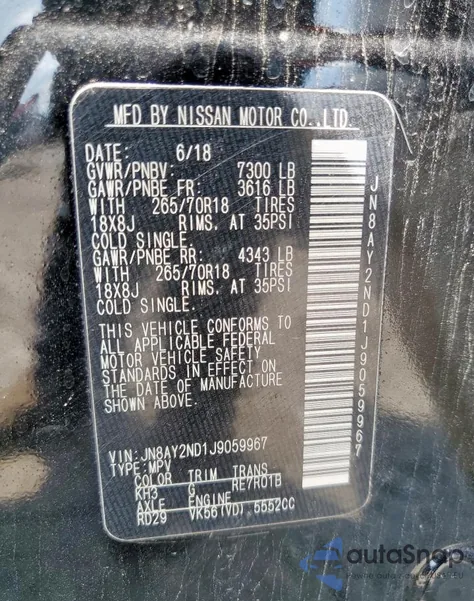 MFD BY NISSAN MOTOR CO.,LTD.
DATE: 6/18
GVWR/PNBV: 7300 LB
GAWR/PNBE FR: 3616 LB
WITH 265/70R18 TIRES
18X8J RIMS. AT 35PSI
COLD SINGLE.
GAWR/PNBE RR: 4343 LB
WITH 265/70R18 TIRES
18X8J RIMS. AT 35PSI
COLD SINGLE.
THIS VEHICLE CONFORMS TO
ALL APPLICABLE FEDERAL
MOTOR VEHICLE SAFETY
STANDARDS IN EFFECT ON
THE DATE OF MANUFACTURE
SHOWN ABOVE.
VIN: JN8AY2ND1J9059967
TYPE: MPV
COLOR TRIM TRANS
KH3 G RE7R01B
AXLE ENGINE
RD29 VK56(VD) 5552CC
JN8AY2ND1J9059967
autoSnap